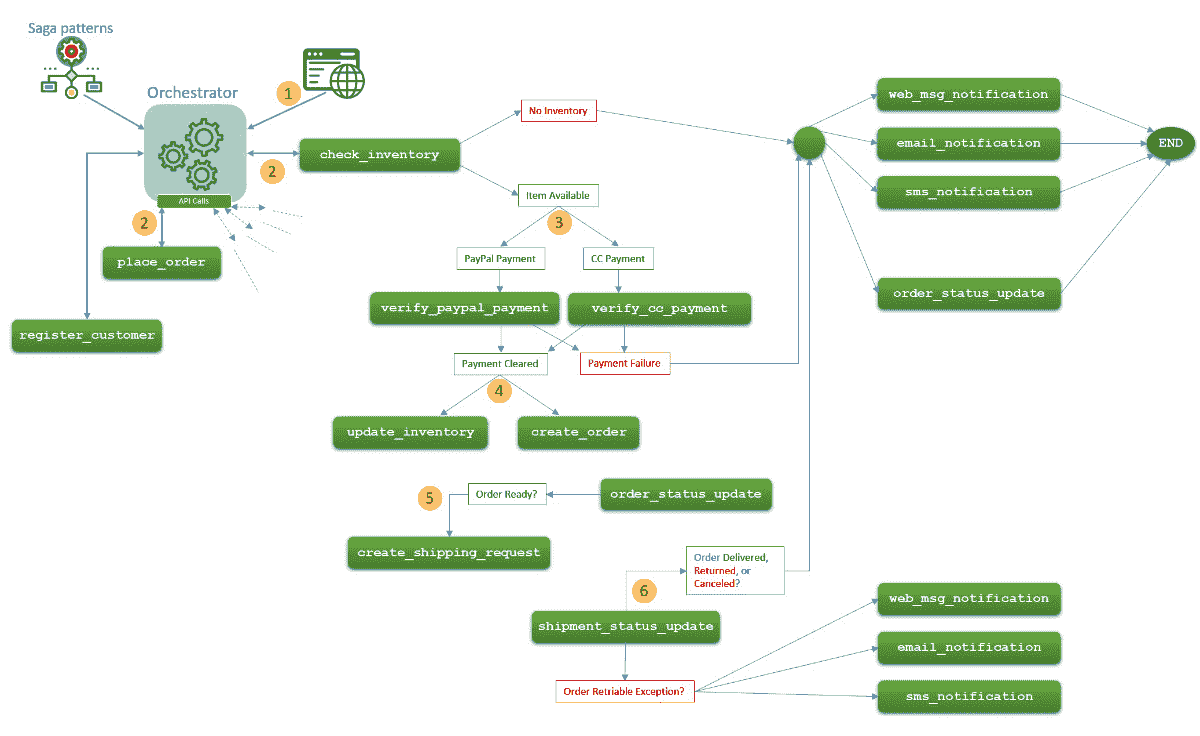 Saga patterns
Orchestrator
1
2
API Calls
2
place_order
register_customer
check_inventory
No Inventory
Item Available
3
PayPal Payment
CC Payment
verify_paypal_payment
verify_cc_payment
Payment Cleared
Payment Failure
4
update_inventory
create_order
5
Order Ready?
order_status_update
create_shipping_request
Order Delivered,
Returned, or
Canceled?
6
shipment_status_update
Order Retriable Exception?
web_msg_notification
email_notification
sms_notification
order_status_update
END
web_msg_notification
email_notification
sms_notification